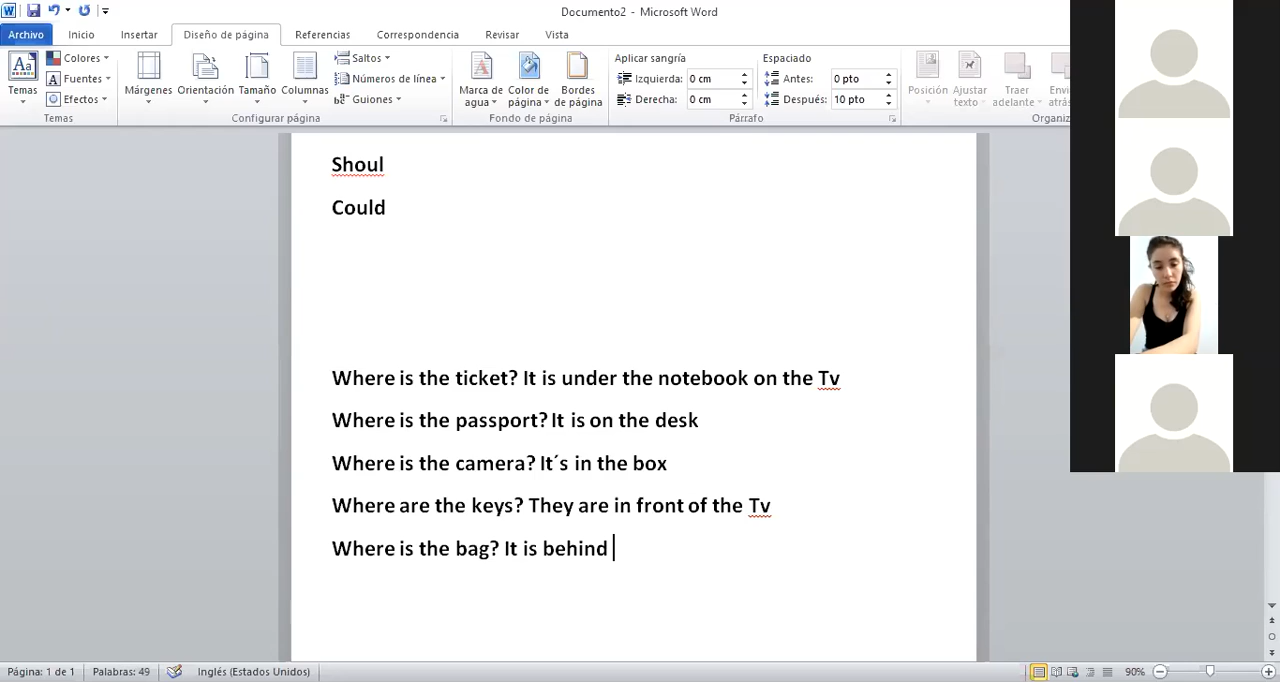 Documento2 - Microsoft Word
Archivo Inicio Insertar Diseño de página Referencias Correspondencia Revisar Vista
Temas
Colores
Fuentes
Efectos
Temas
Márgenes
Orientación
Tamaño
Columnas
Saltos
Números de línea
Guiones
Configurar página
Marca de agua
Color de página
Bordes de página
Fondo de página
Aplicar sangría
Izquierda: 0 cm
Derecha: 0 cm
Espaciado
Antes: 0 pto
Después: 10 pto
Párrafo
Posición
Ajustar texto
Traer adelante
Envi
atrás
Organiz
Shoul
Could
Where is the ticket? It is under the notebook on the Tv
Where is the passport? It is on the desk
Where is the camera? It´s in the box
Where are the keys? They are in front of the Tv
Where is the bag? It is behind
Página: 1 de 1 Palabras: 49 Inglés (Estados Unidos) 90%